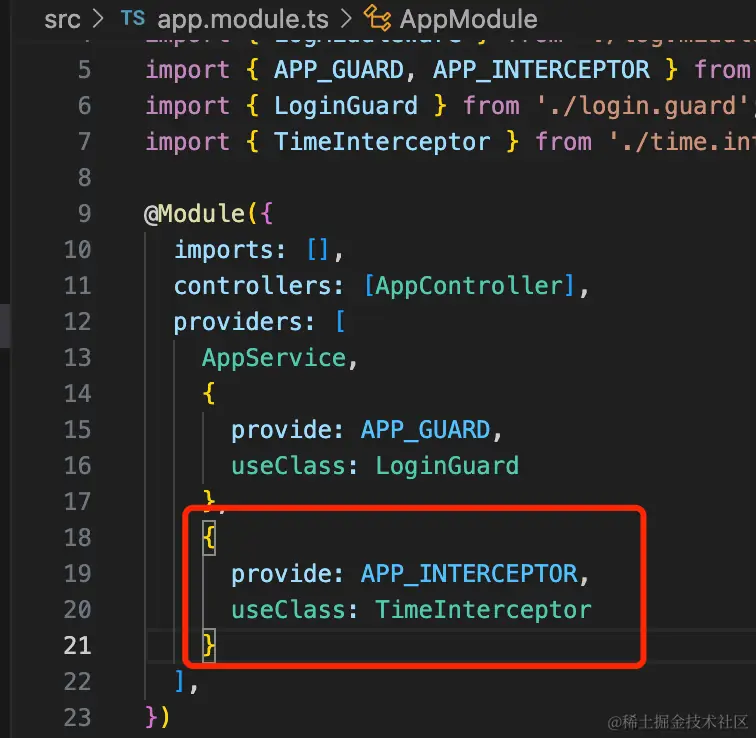 src > TS app.module.ts > AppModule
5 import { APP_GUARD, APP_INTERCEPTOR } from
6 import { LoginGuard } from './login.guard'
7 import { TimeInterceptor } from './time.in
8
9 @Module({
10 imports: [],
11 controllers: [AppController],
12 providers: [
13 AppService,
14 {
15 provide: APP_GUARD,
16 useClass: LoginGuard
17 },
18 {
19 provide: APP_INTERCEPTOR,
20 useClass: TimeInterceptor
21 }
22 ],
23 })
@稀土掘金技术社区